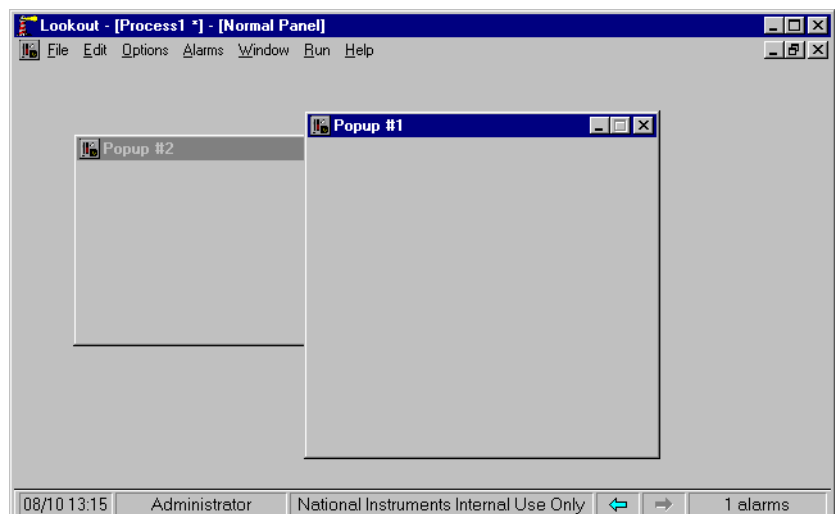 Lookout - [Process1 *] - [Normal Panel]
File Edit Options Alarms Window Run Help
Popup #1
Popup #2
08/10 13:15 Administrator National Instruments Internal Use Only 1 alarms